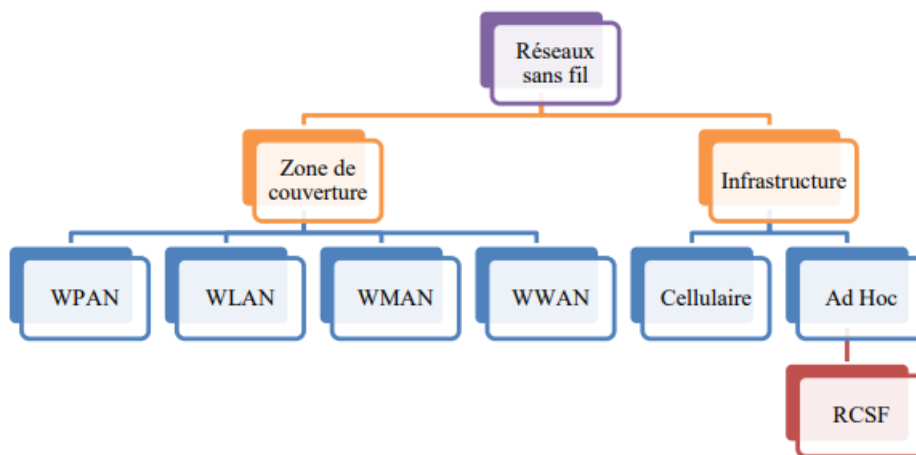 Réseaux
sans fil
Zone de
couverture
Infrastructure
WPAN
WLAN
WMAN
WWAN
Cellulaire
Ad Hoc
RCSF